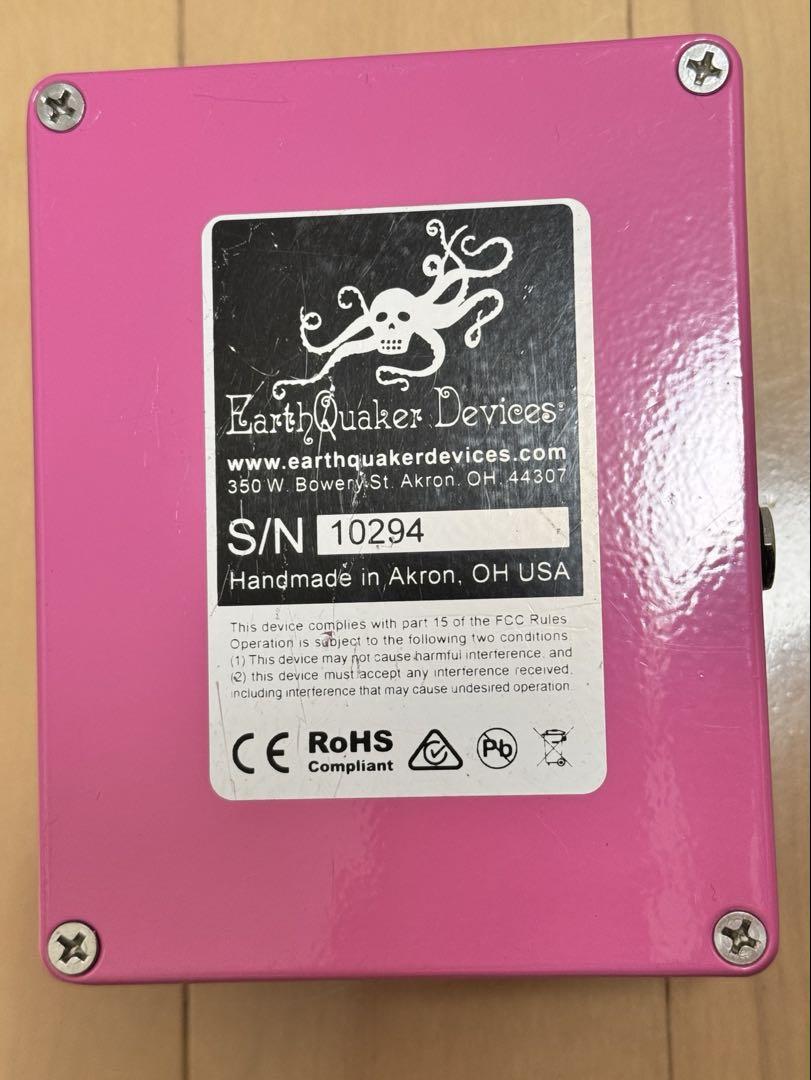 EarthQuaker Devices®
www.earthquakerdevices.com
350 W. Bowery St. Akron, OH. 44307
S/N 10294
Handmade in Akron, OH USA
This device complies with part 15 of the FCC Rules.
Operation is subject to the following two conditions.
(1) This device may not cause harmful interference, and
(2) this device must accept any interference received,
including interference that may cause undesired operation.
CE RoHS
Compliant
Pb